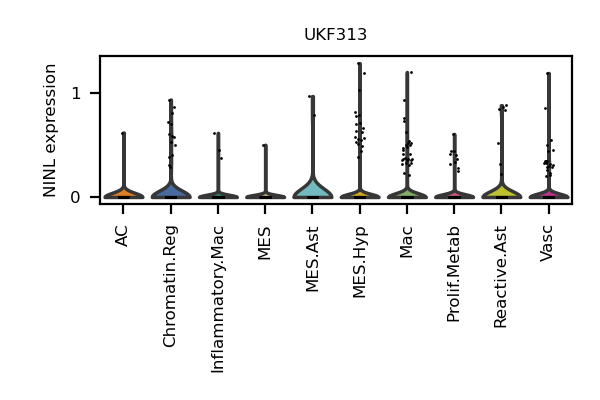 UKF313
NINL expression
1
0
AC
Chromatin.Reg
Inflammatory.Mac
MES
MES.Ast
MES.Hyp
Mac
Prolif.Metab
Reactive.Ast
Vasc